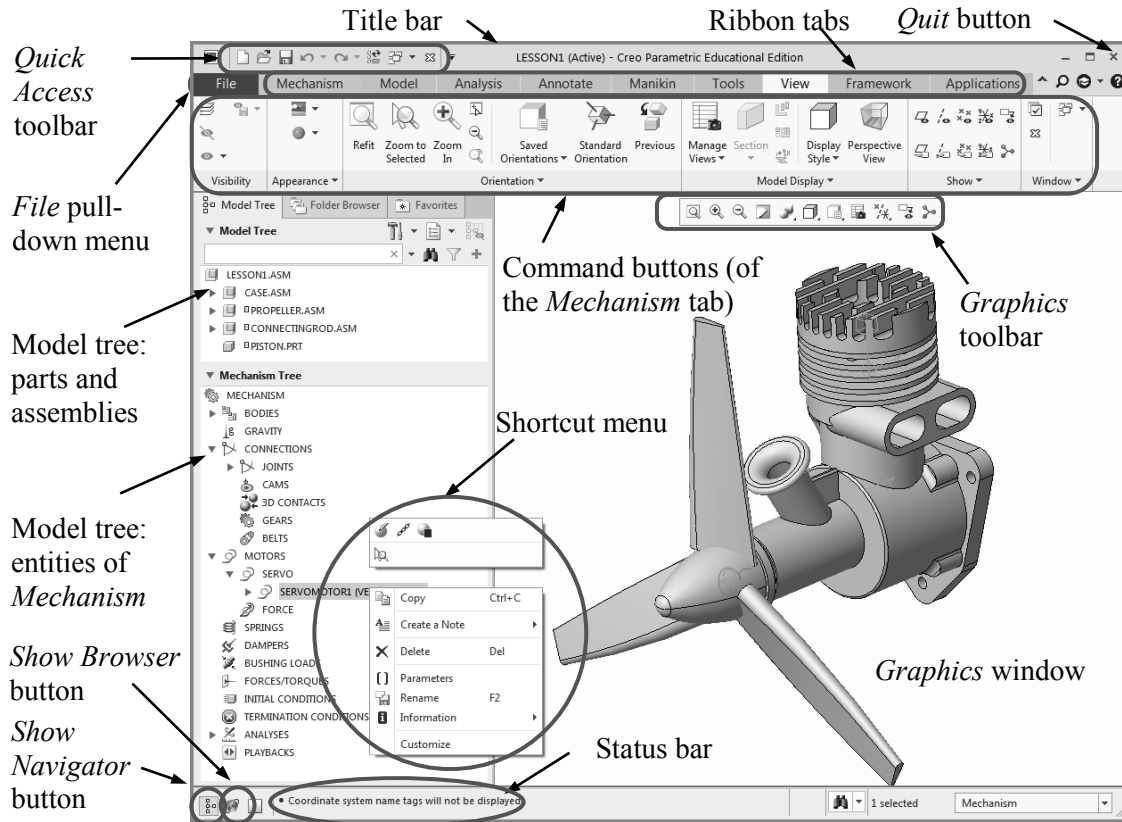 Title bar
Ribbon tabs
Quit button
Quick
Access
toolbar
File pull-
down menu
Model tree:
parts and
assemblies
Model tree:
entities of
Mechanism
Show Browser
button
Show
Navigator
button
LESSON1 (Active) - Creo Parametric Educational Edition
File Mechanism Model Analysis Annotate Manikin Tools View Framework Applications
Refit
Zoom to
Selected
Zoom
In
Saved
Orientations
Standard
Orientation
Previous
Manage
Views
Section
Display
Style
Perspective
View
Visibility Appearance Orientation Model Display Show Window
Model Tree Folder Browser Favorites
Model Tree
LESSON1.ASM
CASE.ASM
PROPELLER.ASM
CONNECTINGROD.ASM
PISTON.PRT
Command buttons (of
the Mechanism tab)
Graphics
toolbar
Mechanism Tree
MECHANISM
BODIES
GRAVITY
CONNECTIONS
JOINTS
CAMS
3D CONTACTS
GEARS
BELTS
MOTORS
SERVO
SERVOMOTOR1 (VE
FORCE
SPRINGS
DAMPERS
BUSHING LOADS
FORCES/TORQUES
INITIAL CONDITIONS
TERMINATION CONDITIONS
ANALYSES
PLAYBACKS
Shortcut menu
Copy Ctrl+C
Create a Note
Delete Del
Parameters
Rename F2
Information
Customize
Graphics window
Status bar
• Coordinate system name tags will not be displayed
1 selected
Mechanism